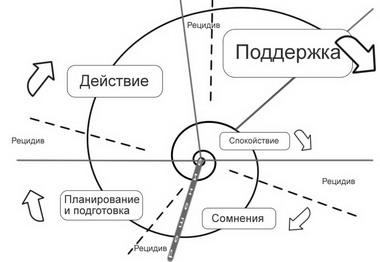 Рецидив
Поддержка
Действие
Спокойствие
Рецидив
Рецидив
Планирование
и подготовка
Сомнения
Рецидив